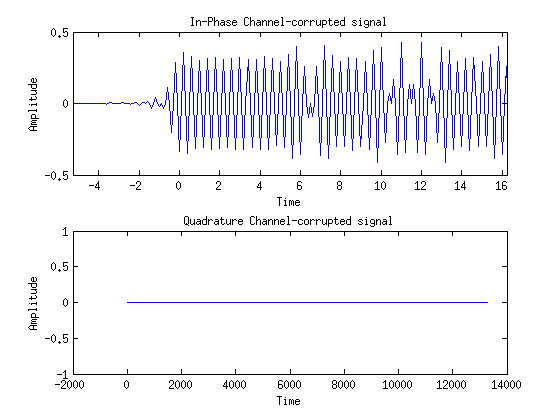 In-Phase Channel-corrupted signal
0.5
0
-0.5
Amplitude
-4 -2 0 2 4 6 8 10 12 14 16
Time
Quadrature Channel-corrupted signal
1
0.5
0
-0.5
-1
Amplitude
-2000 0 2000 4000 6000 8000 10000 12000 14000
Time